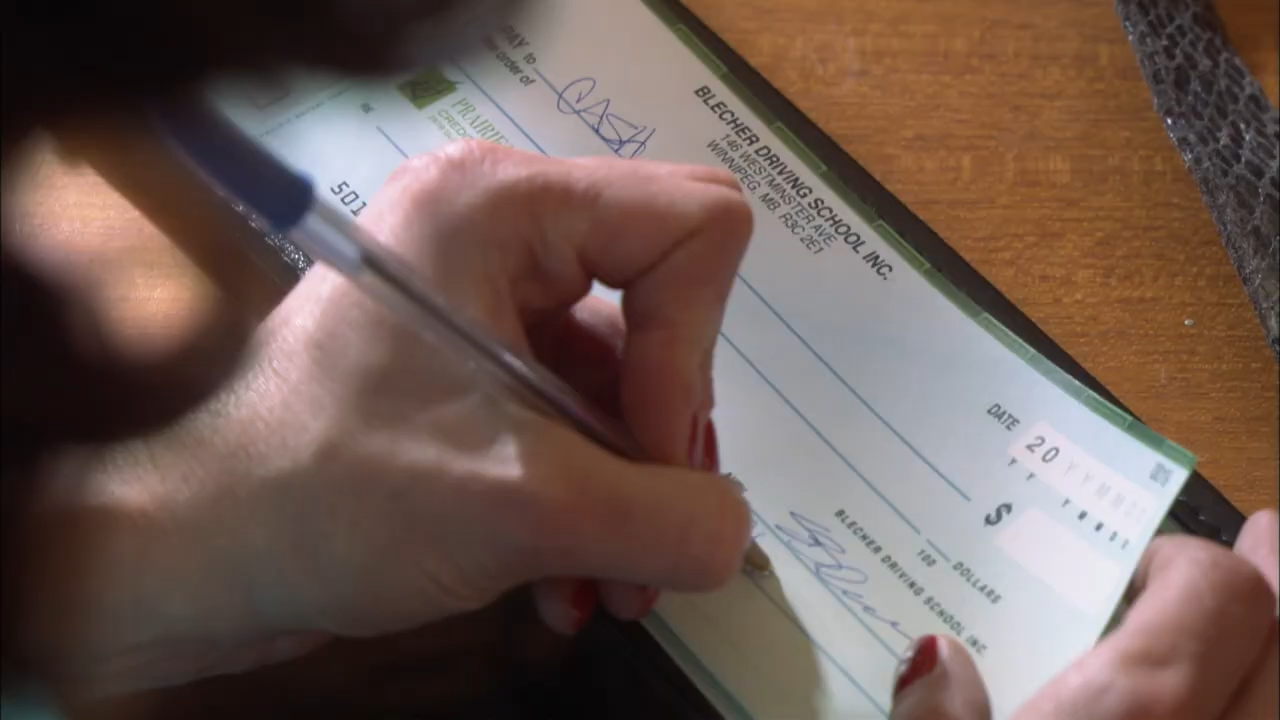 BLECHER DRIVING SCHOOL INC.
146 WESTMINSTER AVE.
WINNIPEG, MB. R3C 2E1
DATE 20
Y Y Y Y M M D D
PAY to
the order of CASH
$
100 DOLLARS
PRAIRIE
BLECHER DRIVING SCHOOL INC
501